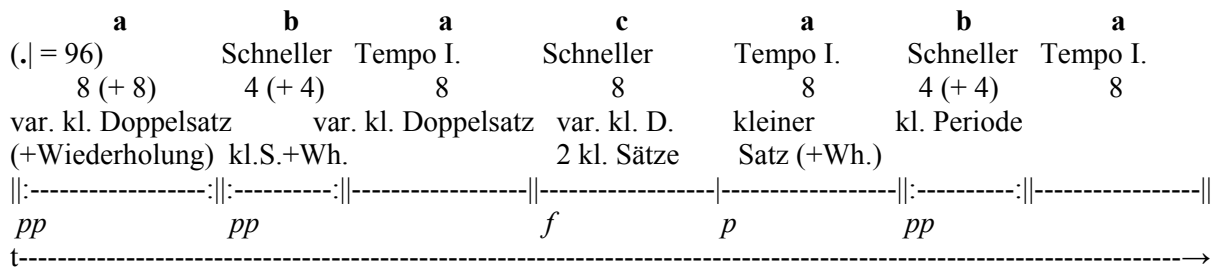 a b a c a b a
(.| = 96) Schneller Tempo I. Schneller Tempo I. Schneller Tempo I.
8 (+ 8) 4 (+ 4) 8 8 8 4 (+ 4) 8
var. kl. Doppelsatz var. kl. Doppelsatz var. kl. D. kleiner kl. Periode
(+Wiederholung) kl.S.+Wh. 2 kl. Sätze Satz (+Wh.)
||:------------------:||:----------:||-----------------||------------------|------------------||:----------:||-----------------||
pp pp f p pp
t-----------------------------------------------------------------------------------------------------------------------→